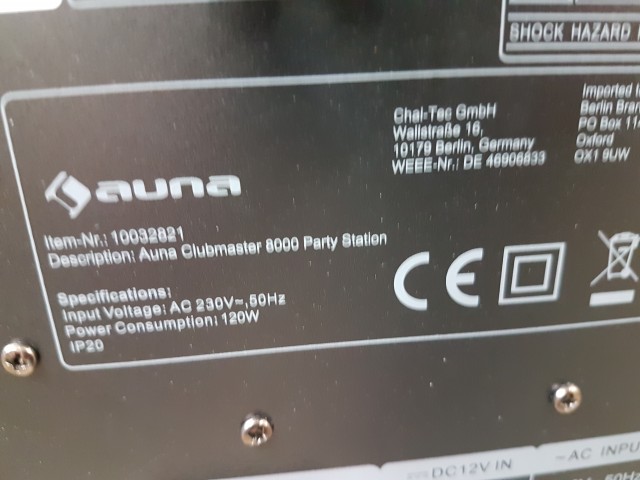 SHOCK HAZARD
auna
Item-Nr.: 10032821
Description: Auna Clubmaster 8000 Party Station
Specifications:
Input Voltage: AC 230V~,50Hz
Power Consumption: 120W
IP20
Chal-Tec GmbH
Wallstraße 16,
10179 Berlin, Germany
WEEE-Nr.: DE 46906833
Imported
Berlin Bran
PO Box 11
Oxford
OX1 9UW
CE
DC12V IN
~AC INPU